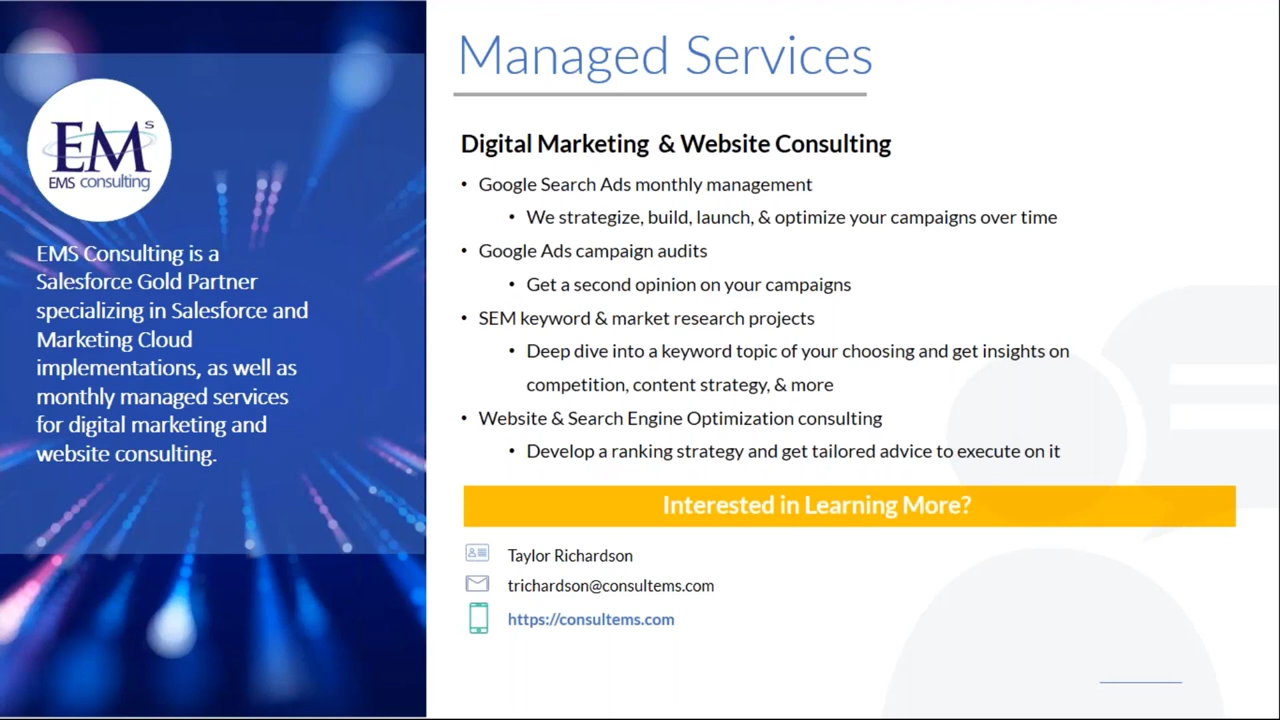 EMS
EMS consulting
EMS Consulting is a
Salesforce Gold Partner
specializing in Salesforce and
Marketing Cloud
implementations, as well as
monthly managed services
for digital marketing and
website consulting.
Managed Services
Digital Marketing & Website Consulting
• Google Search Ads monthly management
• We strategize, build, launch, & optimize your campaigns over time
• Google Ads campaign audits
• Get a second opinion on your campaigns
• SEM keyword & market research projects
• Deep dive into a keyword topic of your choosing and get insights on
competition, content strategy, & more
• Website & Search Engine Optimization consulting
• Develop a ranking strategy and get tailored advice to execute on it
Interested in Learning More?
Taylor Richardson
trichardson@consultems.com
https://consultems.com